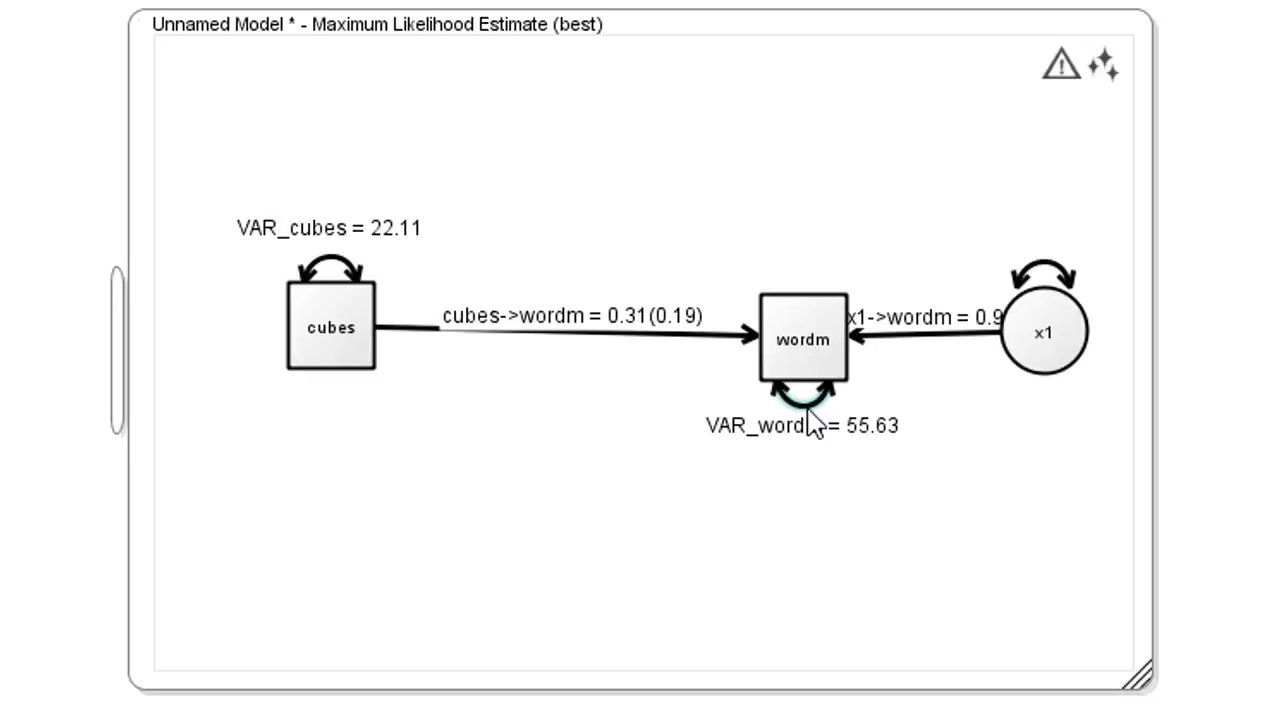 Unnamed Model * - Maximum Likelihood Estimate (best)
VAR_cubes = 22.11
cubes
cubes->wordm = 0.31(0.19)
wordm
x1->wordm = 0.9
x1
= 55.63